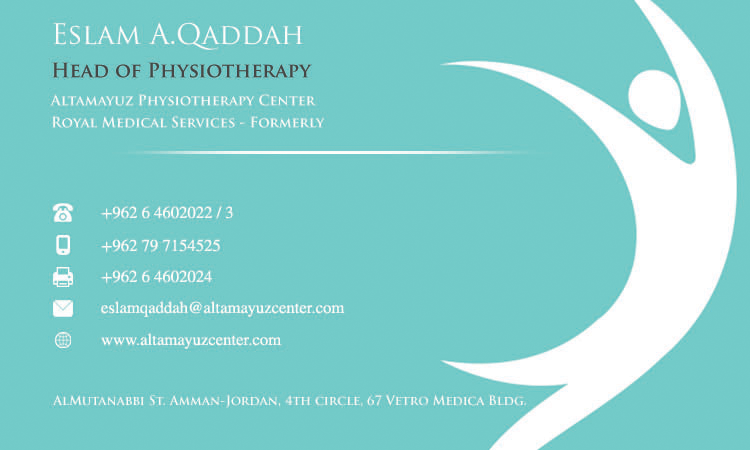 Eslam A.Qaddah
Head of Physiotherapy
Altamayuz Physiotherapy Center
Royal Medical Services - Formerly
+962 6 4602022 / 3
+962 79 7154525
+962 6 4602024
eslamqaddah@altamayuzcenter.com
www.altamayuzcenter.com
AlMutanabbi St. Amman-Jordan, 4th circle, 67 Vetro Medica Bldg.